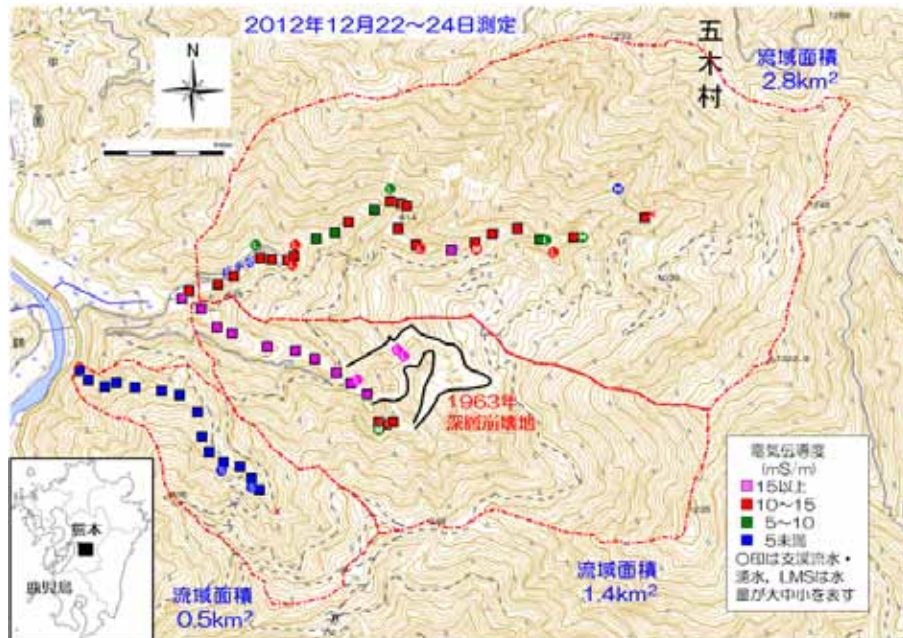 2012年12月22～24日測定
N
五木村
流域面積
2.8km²
1963年
深層崩壊地
電気伝導度
(mS/m)
15以上
10～15
5～10
5未満
○印は支渓流水・
湧水，LMSは水
量が大中小を表す
熊本
鹿児島
流域面積
0.5km²
流域面積
1.4km²